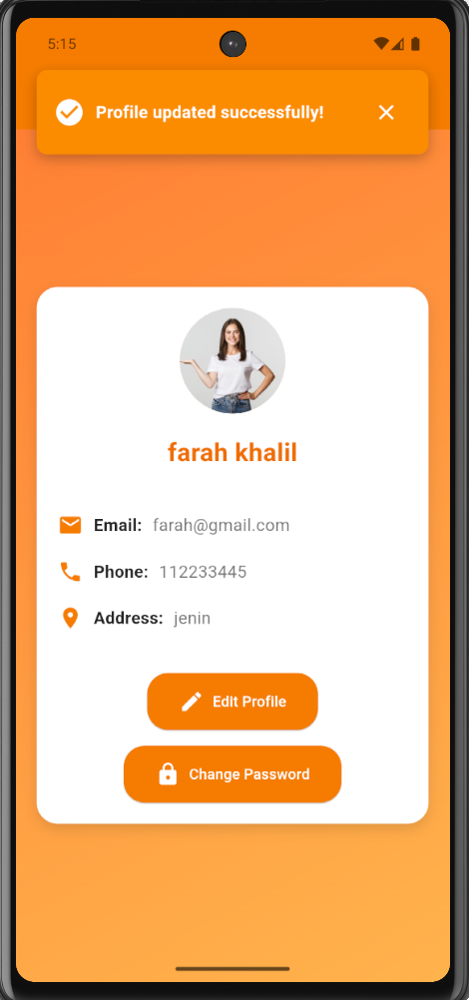 5:15
Profile updated successfully!
farah khalil
Email: farah@gmail.com
Phone: 112233445
Address: jenin
Edit Profile
Change Password